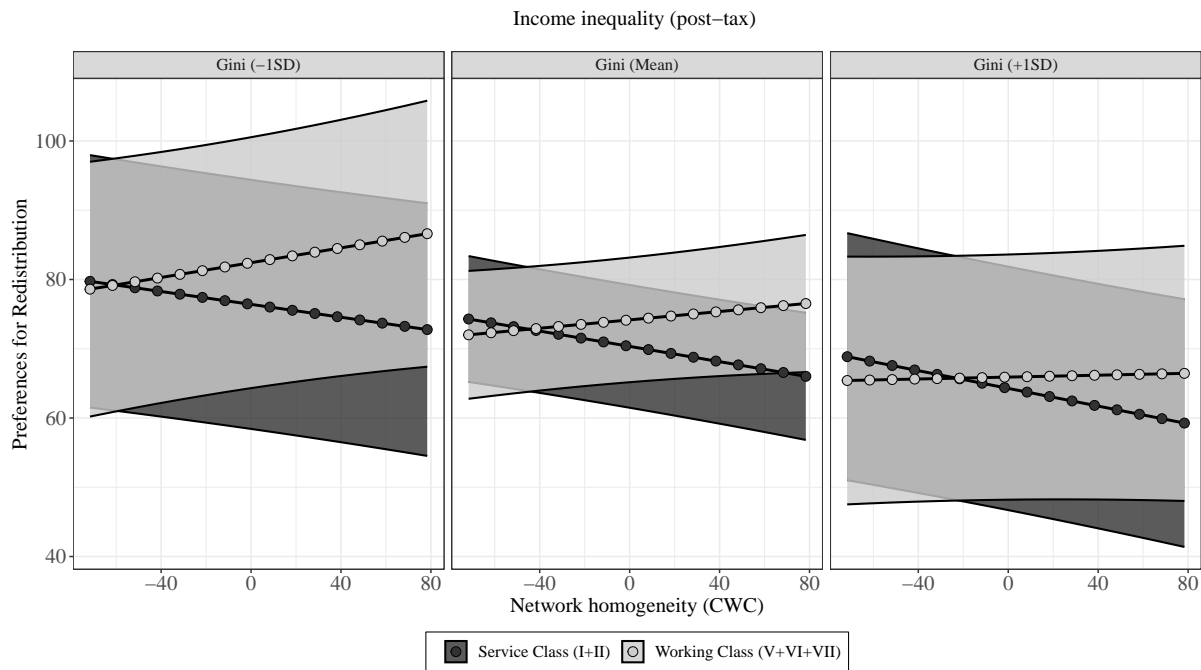 Income inequality (post−tax)
Gini (−1SD)
Gini (Mean)
Gini (+1SD)
Preferences for Redistribution
100
80
60
40
−40 0 40 80
−40 0 40 80
−40 0 40 80
Network homogeneity (CWC)
Service Class (I+II) Working Class (V+VI+VII)